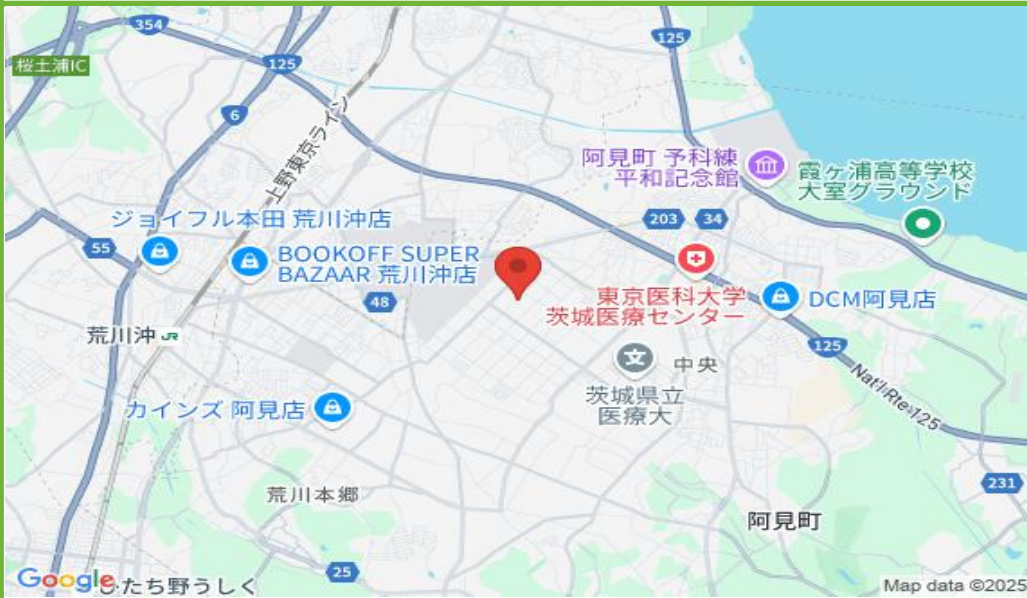 354
125
125
桜土浦IC
6
上野東京ライン
阿見町 予科練
平和記念館
霞ヶ浦高等学校
大室グラウンド
ジョイフル本田 荒川沖店
203
34
55
BOOKOFF SUPER
BAZAAR 荒川沖店
48
東京医科大学
茨城医療センター
DCM阿見店
荒川沖 JR
125
中央
茨城県立
医療大
Nat'l Rte 125
カインズ 阿見店
231
荒川本郷
阿見町
25
Google
ひたち野うしく
Map data ©2025